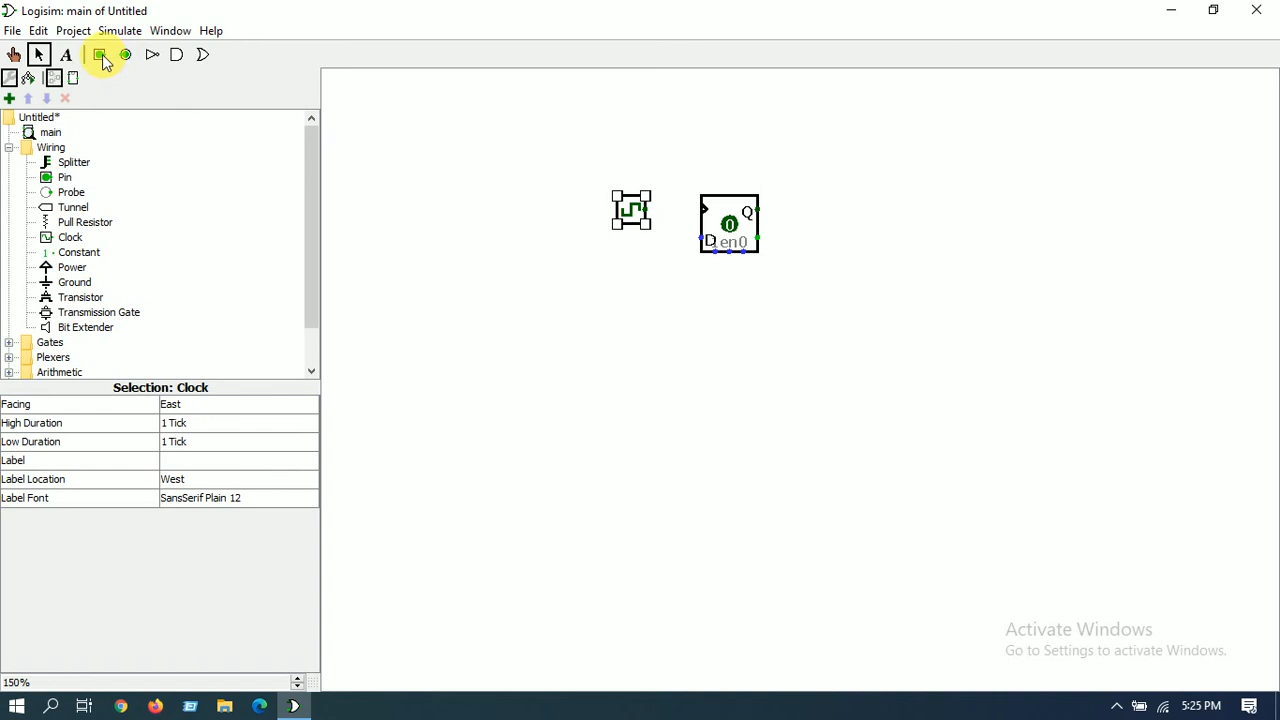 Logisim: main of Untitled
File Edit Project Simulate Window Help
A
Untitled*
main
Wiring
Splitter
Pin
Probe
Tunnel
Pull Resistor
Clock
1 Constant
Power
Ground
Transistor
Transmission Gate
Bit Extender
Gates
Plexers
Arithmetic
Selection: Clock
Facing East
High Duration 1 Tick
Low Duration 1 Tick
Label
Label Location West
Label Font SansSerif Plain 12
Q
0
D en0
150%
Activate Windows
Go to Settings to activate Windows.
5:25 PM